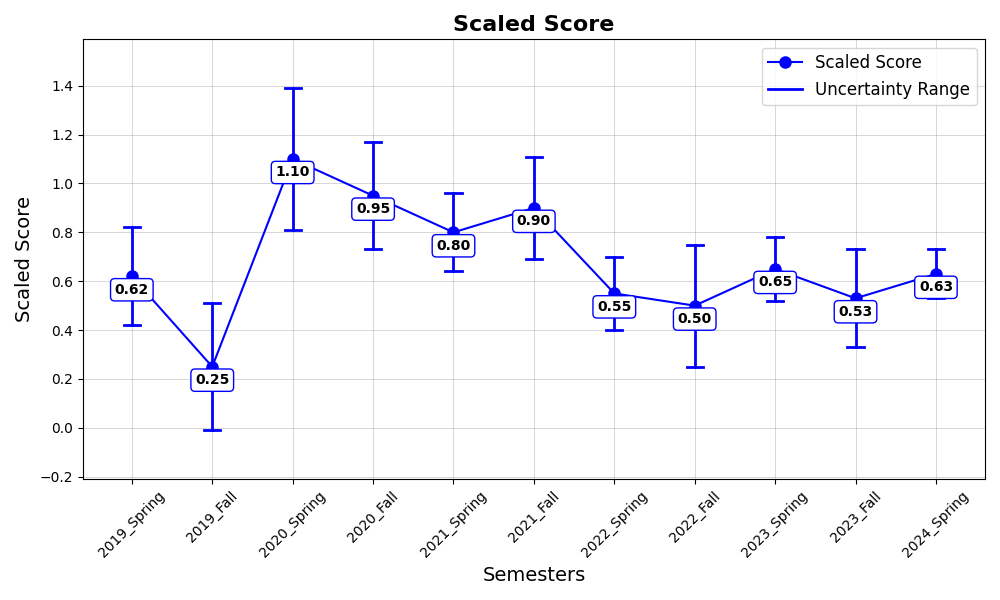 Scaled Score
Scaled Score
Uncertainty Range
Scaled Score
1.4
1.2
1.0
0.8
0.6
0.4
0.2
0.0
−0.2
0.62
0.25
1.10
0.95
0.80
0.90
0.55
0.50
0.65
0.53
0.63
2019_Spring
2019_Fall
2020_Spring
2020_Fall
2021_Spring
2021_Fall
2022_Spring
2022_Fall
2023_Spring
2023_Fall
2024_Spring
Semesters